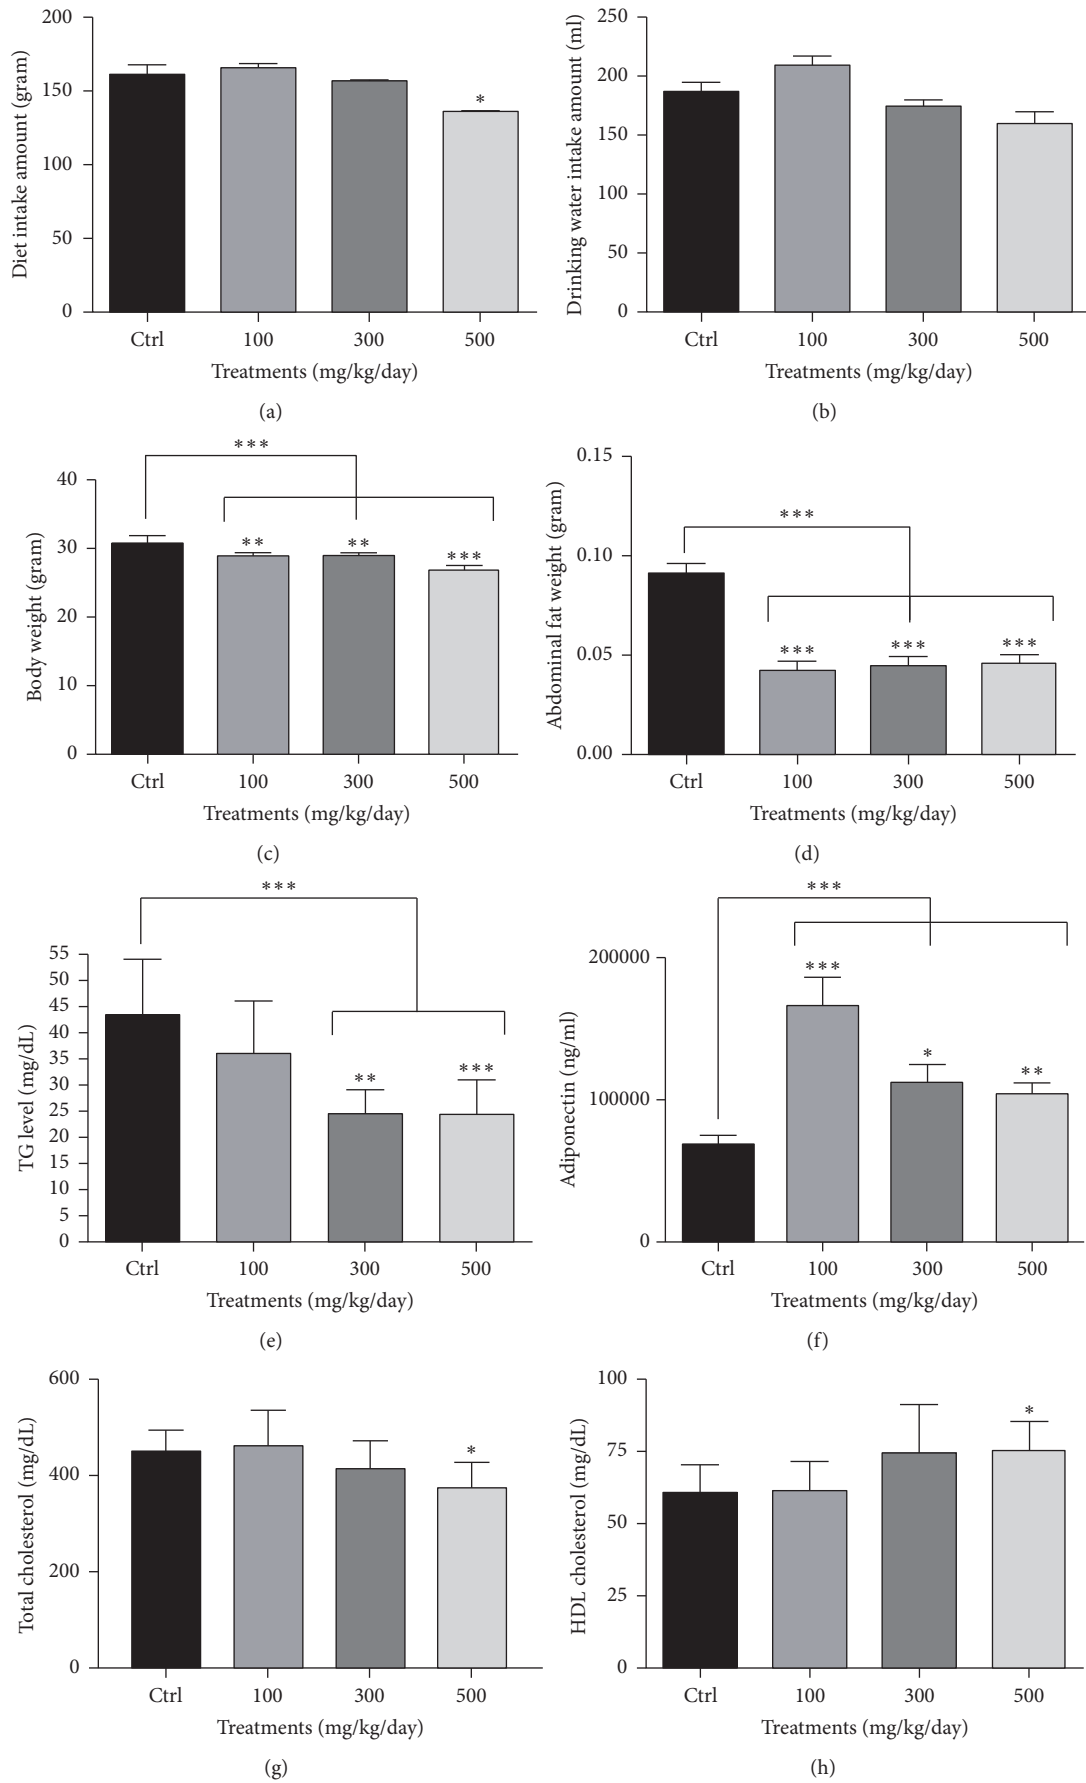 200
150
100
50
0
Diet intake amount (gram)
*
Ctrl 100 300 500
Treatments (mg/kg/day)
(a)
250
200
150
100
50
0
Drinking water intake amount (ml)
Ctrl 100 300 500
Treatments (mg/kg/day)
(b)
***
40
30
20
10
0
Body weight (gram)
** ** ***
Ctrl 100 300 500
Treatments (mg/kg/day)
(c)
0.15
0.10
0.05
0.00
Abdominal fat weight (gram)
***
*** *** ***
Ctrl 100 300 500
Treatments (mg/kg/day)
(d)
***
55
50
45
40
35
30
25
20
15
10
5
0
TG level (mg/dL)
** ***
Ctrl 100 300 500
Treatments (mg/kg/day)
(e)
***
200000
100000
0
Adiponectin (ng/ml)
*** * **
Ctrl 100 300 500
Treatments (mg/kg/day)
(f)
600
400
200
0
Total cholesterol (mg/dL)
*
Ctrl 100 300 500
Treatments (mg/kg/day)
(g)
100
75
50
25
0
HDL cholesterol (mg/dL)
*
Ctrl 100 300 500
Treatments (mg/kg/day)
(h)